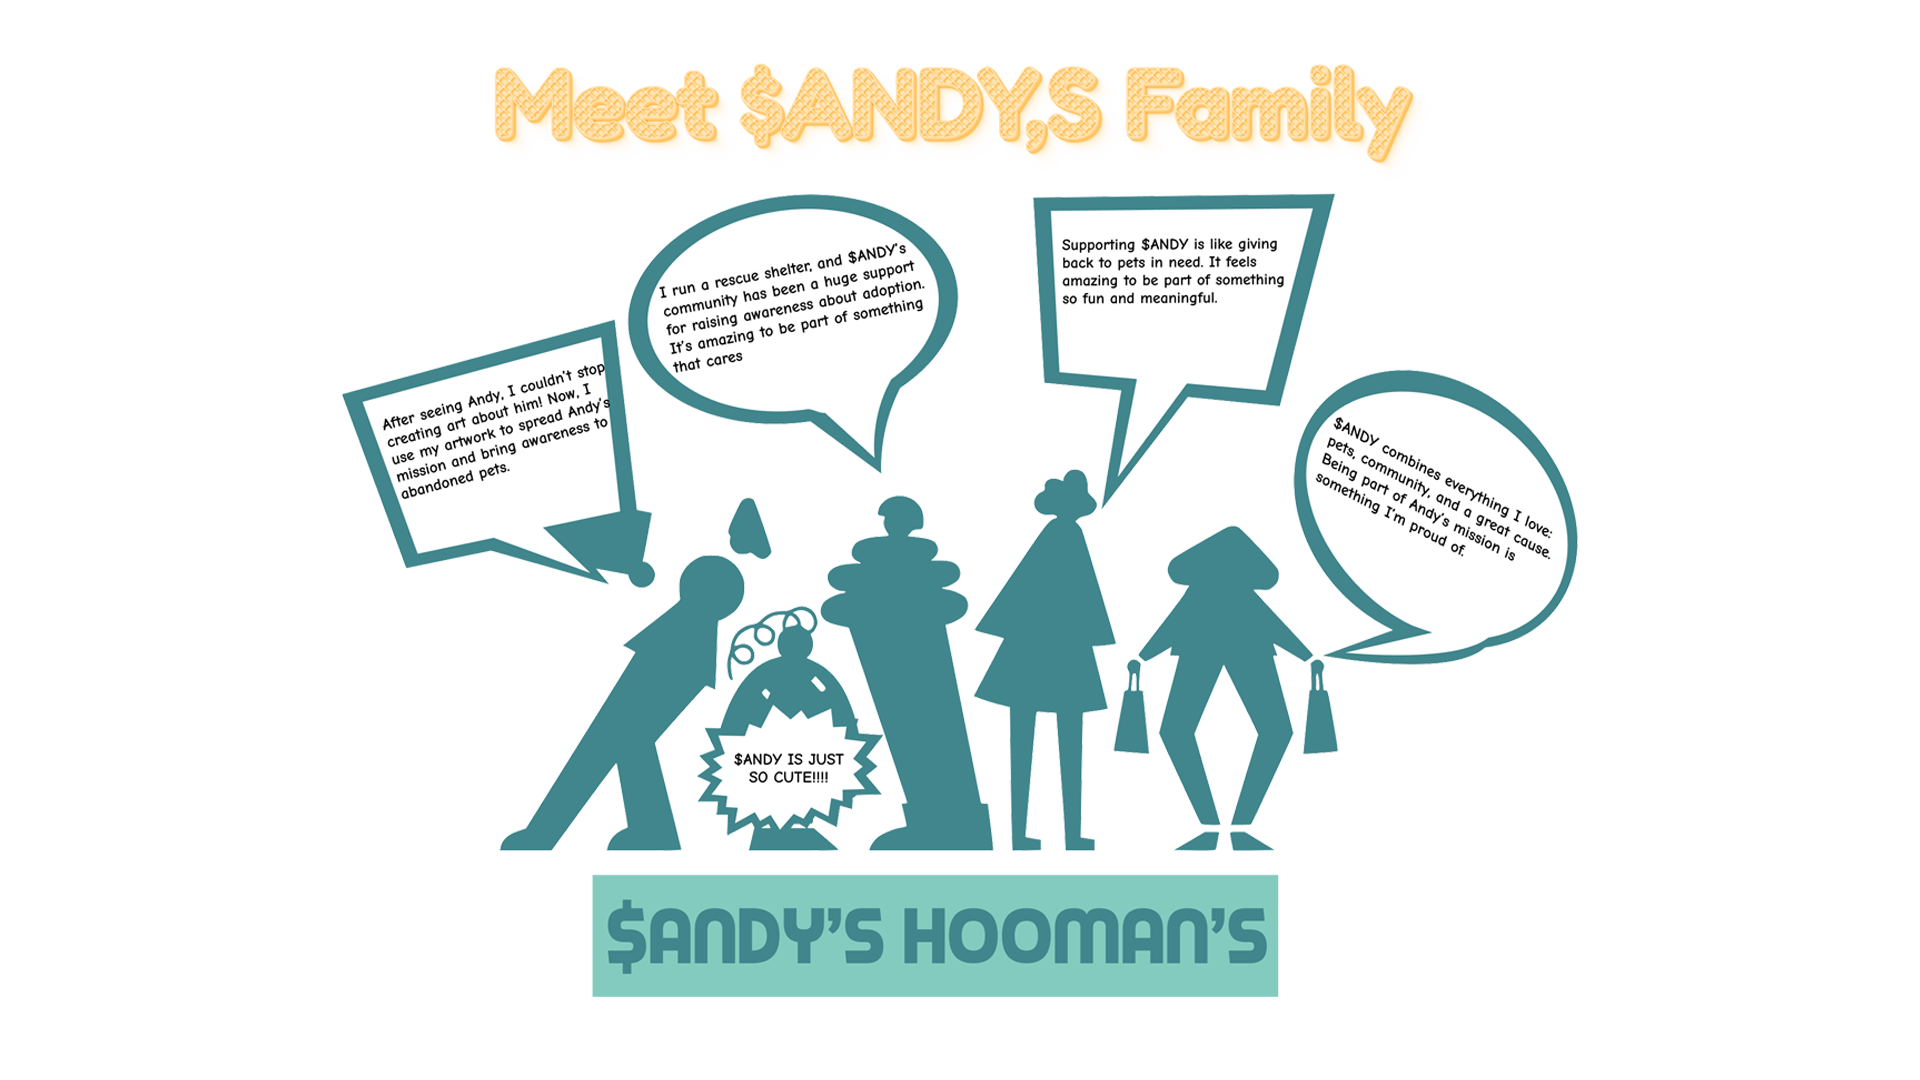 Meet $ANDY,S Family
After seeing Andy, I couldn't stop
creating art about him! Now, I
use my artwork to spread Andy's
mission and bring awareness to
abandoned pets.
I run a rescue shelter, and $ANDY's
community has been a huge support
for raising awareness about adoption.
It's amazing to be part of something
that cares
Supporting $ANDY is like giving
back to pets in need. It feels
amazing to be part of something
so fun and meaningful.
$ANDY combines everything I love:
pets, community, and a great cause.
Being part of Andy's mission is
something I'm proud of.
$ANDY IS JUST
SO CUTE!!!!
$ANDY'S HOOMAN'S